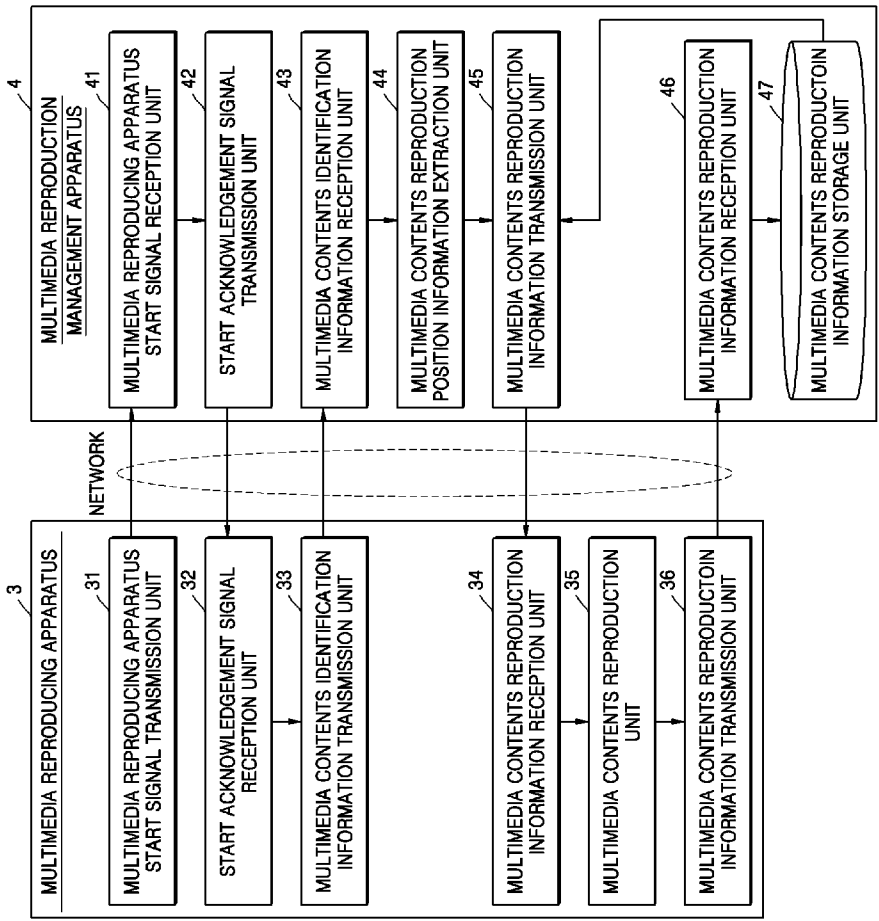 3
MULTIMEDIA REPRODUCING APPARATUS
31
MULTIMEDIA REPRODUCING APPARATUS
START SIGNAL TRANSMISSION UNIT
32
START ACKNOWLEDGEMENT SIGNAL
RECEPTION UNIT
33
MULTIMEDIA CONTENTS IDENTIFICATION
INFORMATION TRANSMISSION UNIT
34
MULTIMEDIA CONTENTS REPRODUCTION
INFORMATION RECEPTION UNIT
35
MULTIMEDIA CONTENTS REPRODUCTION
UNIT
36
MULTIMEDIA CONTENTS REPRODUCTOIN
INFORMATION TRANSMISSION UNIT
NETWORK
4
MULTIMEDIA REPRODUCTION
MANAGEMENT APPARATUS
41
MULTIMEDIA REPRODUCING APPARATUS
START SIGNAL RECEPTION UNIT
42
START ACKNOWLEDGEMENT SIGNAL
TRANSMISSION UNIT
43
MULTIMEDIA CONTENTS IDENTIFICATION
INFORMATION RECEPTION UNIT
44
MULTIMEDIA CONTENTS REPRODUCTION
POSITION INFORMATION EXTRACTION UNIT
45
MULTIMEDIA CONTENTS REPRODUCTION
INFORMATION TRANSMISSION UNIT
46
MULTIMEDIA CONTENTS REPRODUCTION
INFORMATION RECEPTION UNIT
47
MULTIMEDIA CONTENTS REPRODUCTOIN
INFORMATION STORAGE UNIT